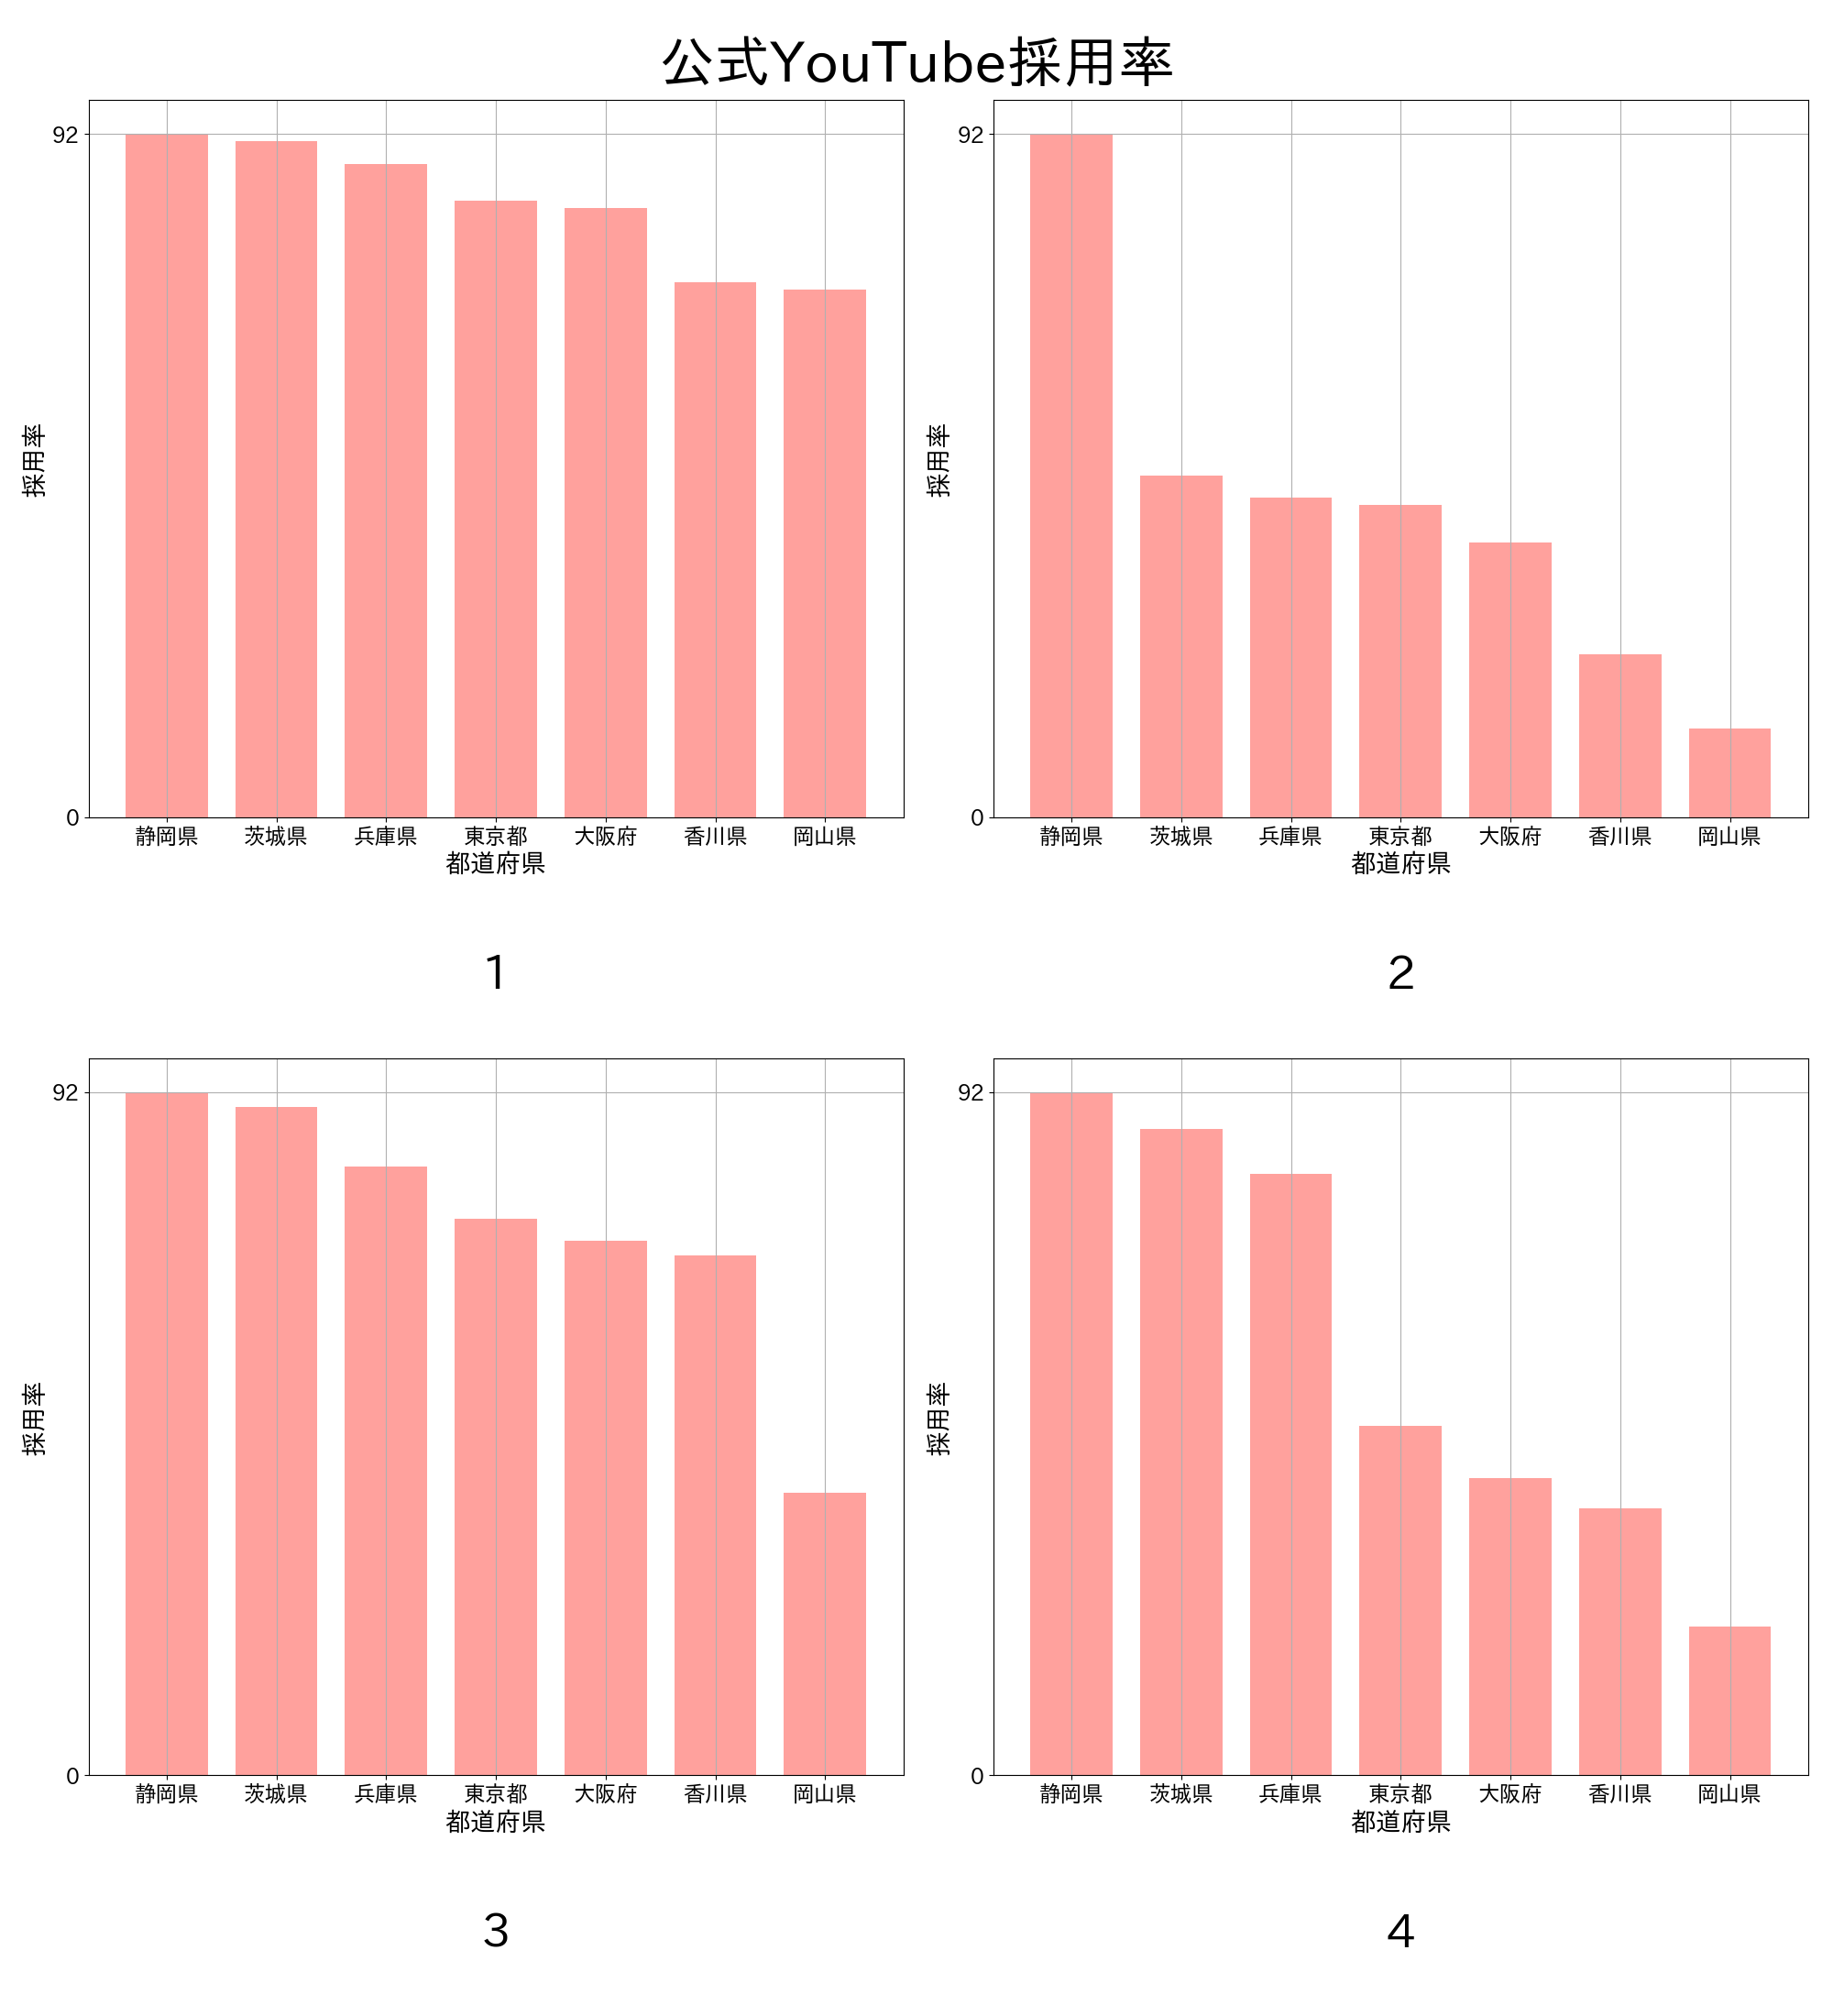 公式YouTube採用率
92
0
採用率
静岡県 茨城県 兵庫県 東京都 大阪府 香川県 岡山県
都道府県
1
92
0
採用率
静岡県 茨城県 兵庫県 東京都 大阪府 香川県 岡山県
都道府県
2
92
0
採用率
静岡県 茨城県 兵庫県 東京都 大阪府 香川県 岡山県
都道府県
3
92
0
採用率
静岡県 茨城県 兵庫県 東京都 大阪府 香川県 岡山県
都道府県
4